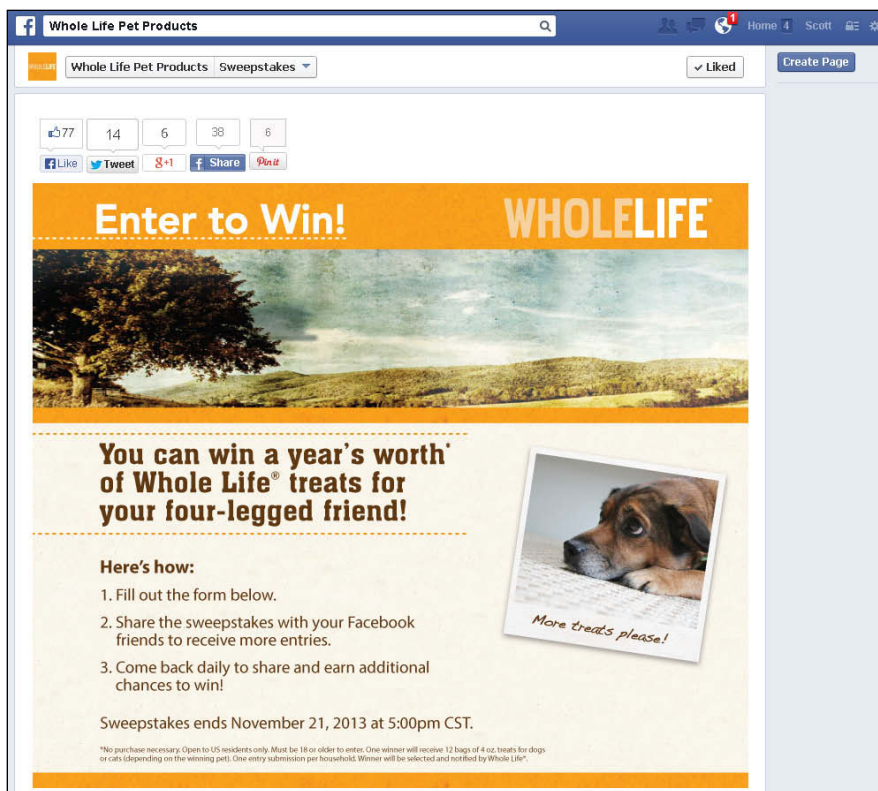 Whole Life Pet Products
1
Home 4 Scott
WHOLELIFE
Whole Life Pet Products Sweepstakes
Liked
Create Page
77 14 6 38 6
Like Tweet g+1 Share Pin it
Enter to Win! WHOLELIFE®
You can win a year's worth*
of Whole Life® treats for
your four-legged friend!
Here's how:
1. Fill out the form below.
2. Share the sweepstakes with your Facebook
friends to receive more entries.
3. Come back daily to share and earn additional
chances to win!
More treats please!
Sweepstakes ends November 21, 2013 at 5:00pm CST.
*No purchase necessary. Open to US residents only. Must be 18 or older to enter. One winner will receive 12 bags of 4 oz. treats for dogs
or cats (depending on the winning pet). One entry submission per household. Winner will be selected and notified by Whole Life®.